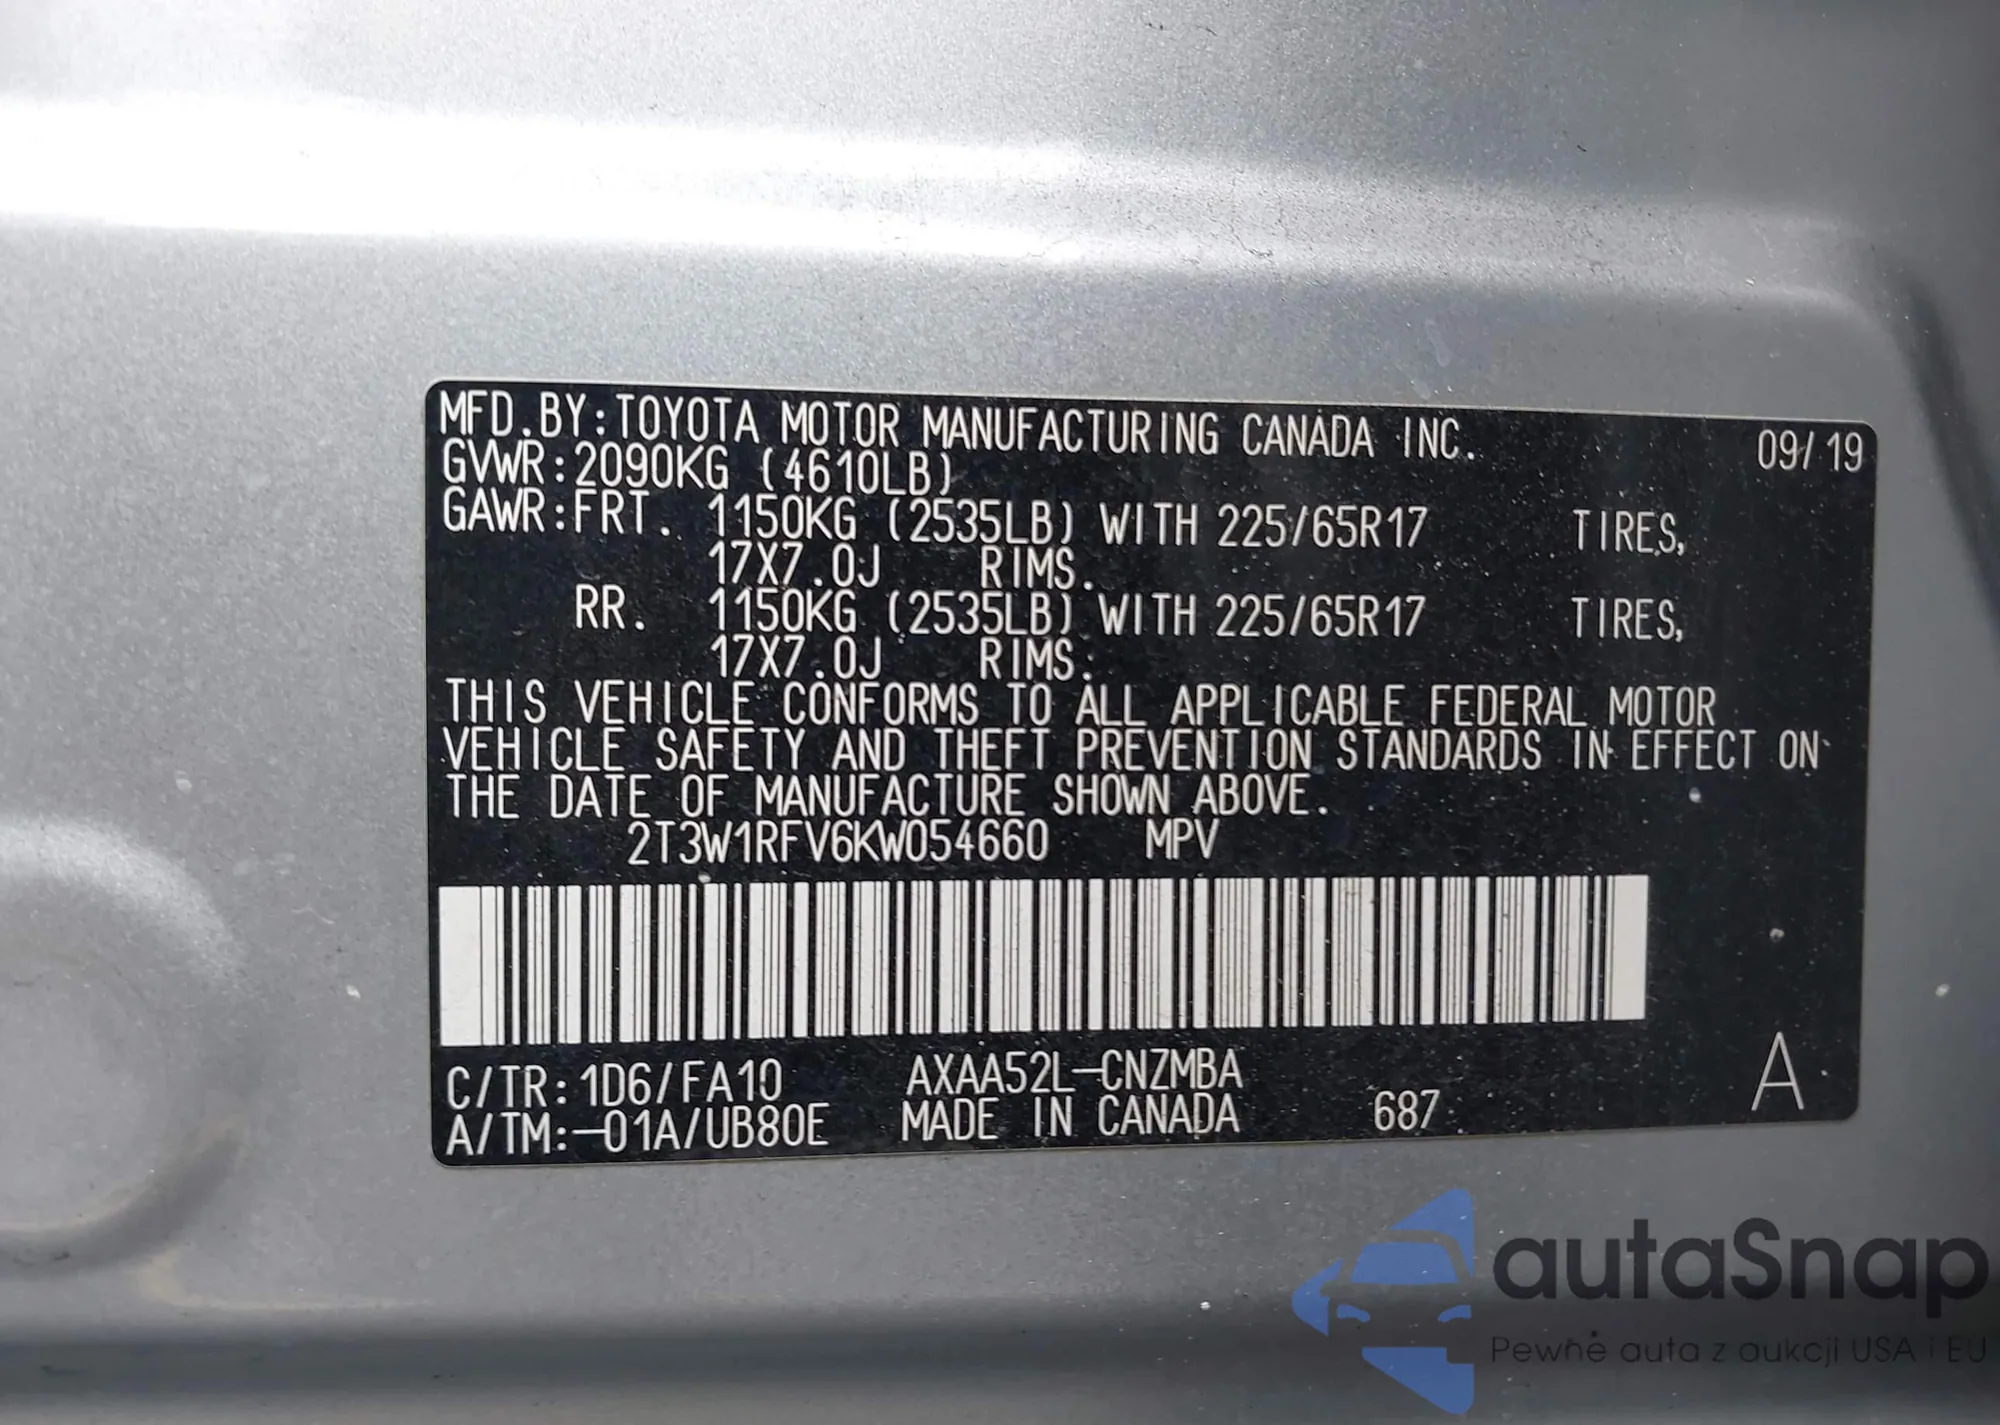 MFD.BY:TOYOTA MOTOR MANUFACTURING CANADA INC. 09/19
GVWR:2090KG (4610LB)
GAWR:FRT. 1150KG (2535LB) WITH 225/65R17 TIRES,
17X7.0J RIMS.
RR. 1150KG (2535LB) WITH 225/65R17 TIRES,
17X7.0J RIMS.
THIS VEHICLE CONFORMS TO ALL APPLICABLE FEDERAL MOTOR
VEHICLE SAFETY AND THEFT PREVENTION STANDARDS IN EFFECT ON
THE DATE OF MANUFACTURE SHOWN ABOVE.
2T3W1RFV6KW054660 MPV
C/TR:1D6/FA10 AXAA52L-CNZMBA A
A/TM:-01A/UB80E MADE IN CANADA 687
autaSnap
Pewne auta z aukcji USA i EU